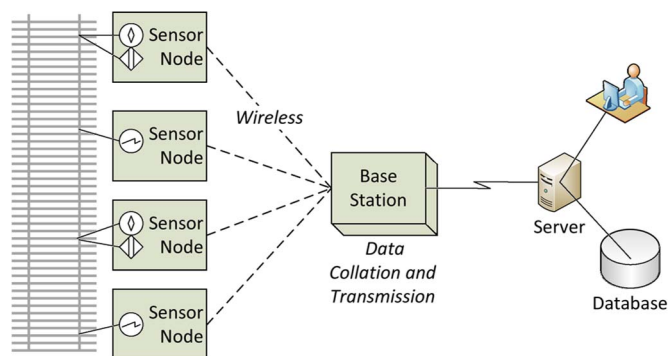 Sensor
Node
Wireless
Sensor
Node
Base
Station
Sensor
Node
Server
Data
Collation and
Transmission
Database
Sensor
Node